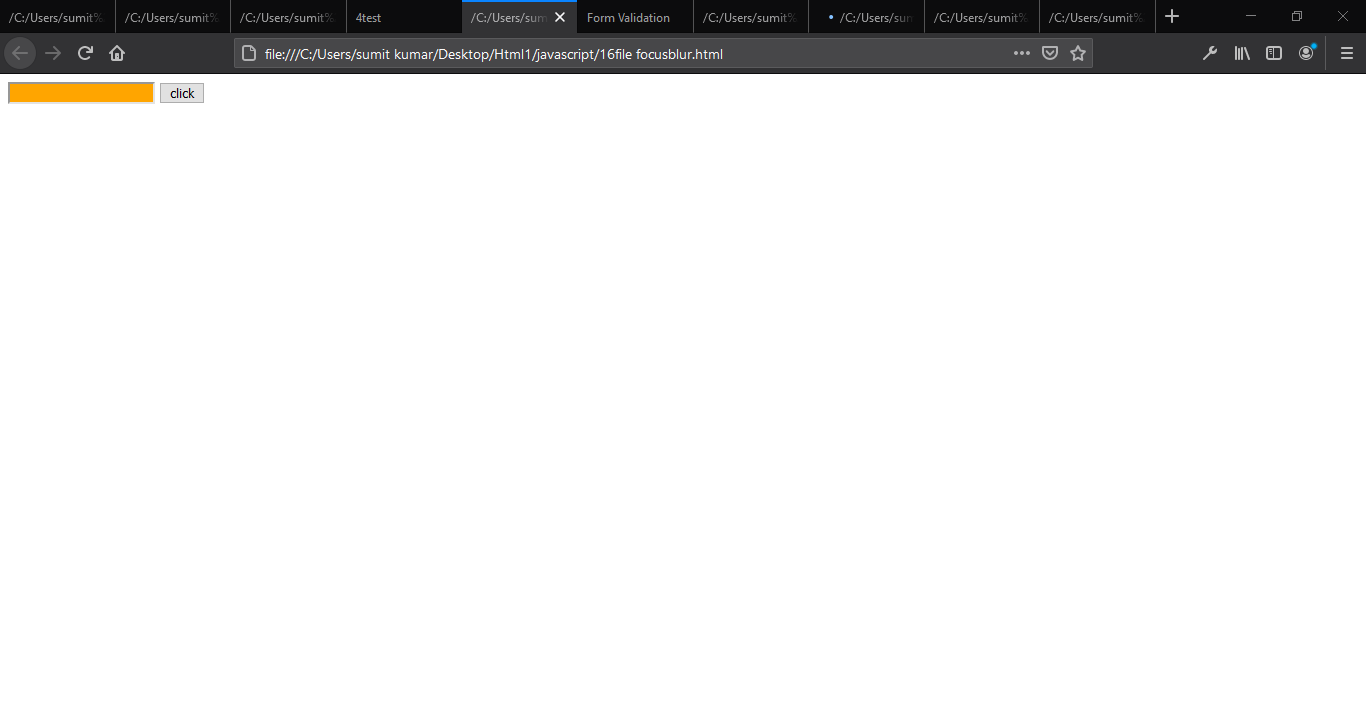 /C:/Users/sumit% /C:/Users/sumit% /C:/Users/sumit% 4test /C:/Users/sum Form Validation /C:/Users/sumit% /C:/Users/sum /C:/Users/sumit% /C:/Users/sumit%
file:///C:/Users/sumit kumar/Desktop/Html1/javascript/16file focusblur.html
click